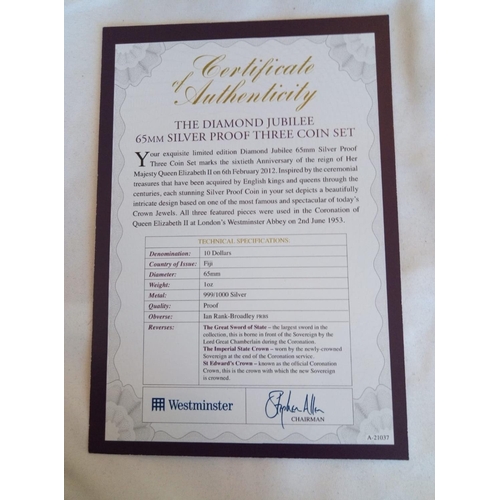 Certificate
of Authenticity
THE DIAMOND JUBILEE
65MM SILVER PROOF THREE COIN SET
Your exquisite limited edition Diamond Jubilee 65mm Silver Proof
Three Coin Set marks the sixtieth Anniversary of the reign of Her
Majesty Queen Elizabeth II on 6th February 2012. Inspired by the ceremonial
treasures that have been acquired by English kings and queens through the
centuries, each stunning Silver Proof Coin in your set depicts a beautifully
intricate design based on one of the most famous and spectacular of today's
Crown Jewels. All three featured pieces were used in the Coronation of
Queen Elizabeth II at London's Westminster Abbey on 2nd June 1953.
TECHNICAL SPECIFICATIONS
Denomination: 10 Dollars
Country of Issue: Fiji
Diameter: 65mm
Weight: 1oz
Metal: 999/1000 Silver
Quality: Proof
Obverse: Ian Rank-Broadley FRBS
Reverses: The Great Sword of State – the largest sword in the
collection, this is borne in front of the Sovereign by the
Lord Great Chamberlain during the Coronation.
The Imperial State Crown – worn by the newly-crowned
Sovereign at the end of the Coronation service.
St Edward's Crown – known as the official Coronation
Crown, this is the crown with which the new Sovereign
is crowned.
Westminster
Stephen Allen
CHAIRMAN
A-21037